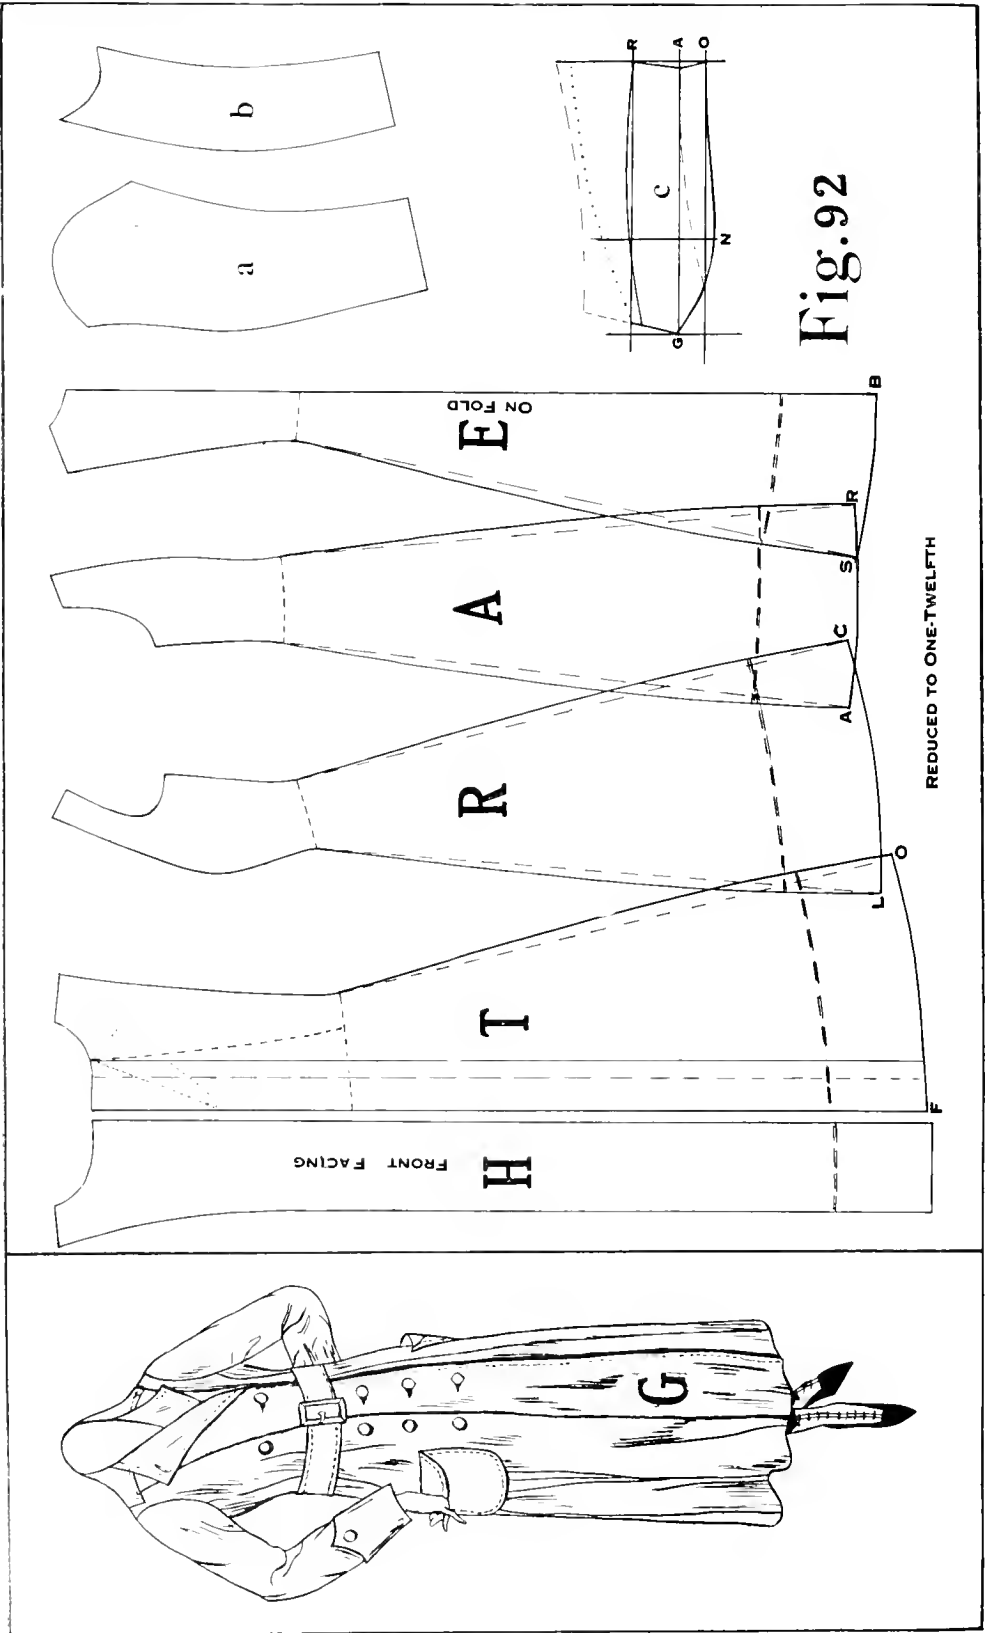 b
a
R
A
O
c
N
G
Fig.92
E
ON FOLD
B
A
R
S
R
C
A
T
O
L
F
H
FRONT FACING
G
REDUCED TO ONE-TWELFTH